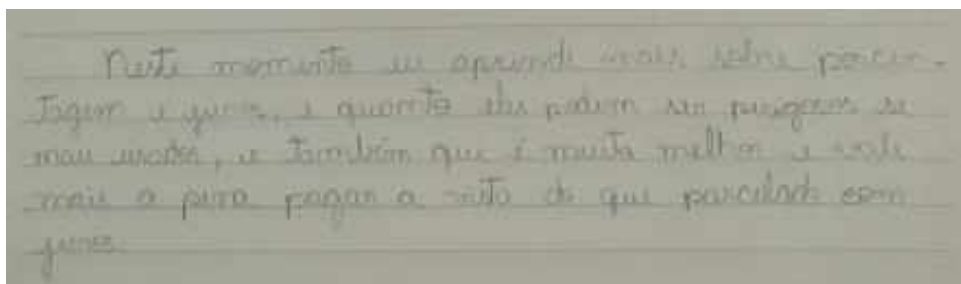 Neste momento eu aprendi mais sobre porcen-
tagem e juros, e quanto eles podem ser perigosos se
mau usados, e também que é muito melhor e vale
mais a pena pagar a vista do que parcelado com
juros